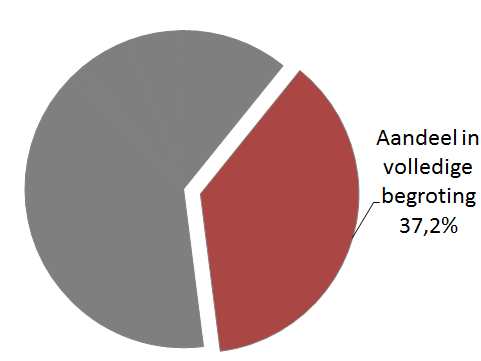 Aandeel in
volledige
begroting
37,2%